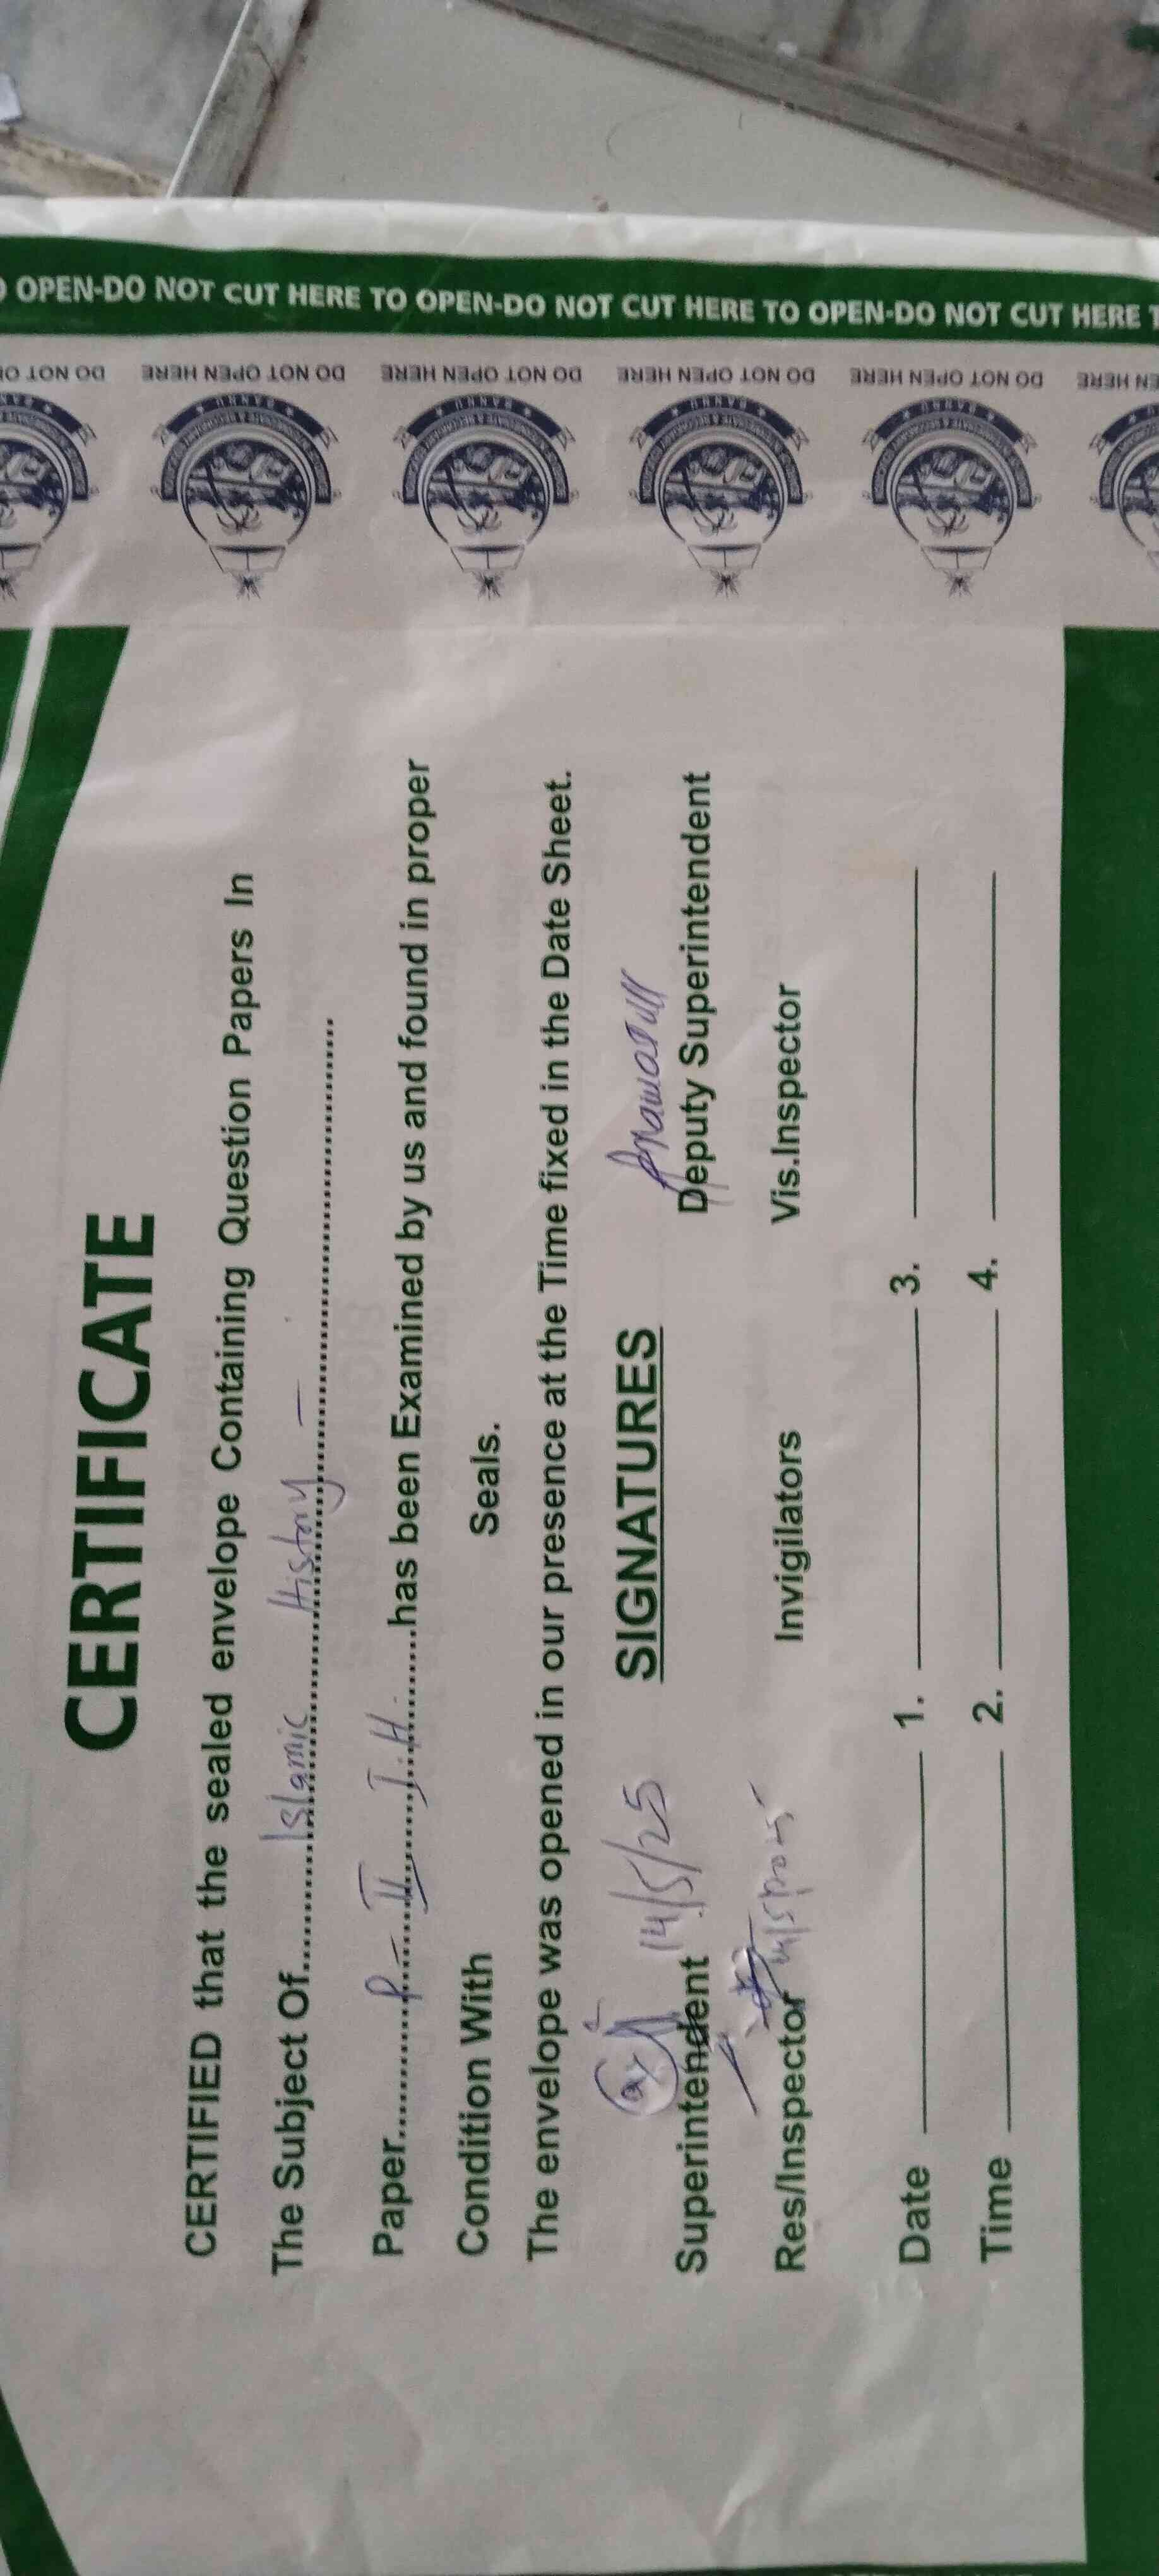 OPEN-DO NOT CUT HERE TO OPEN-DO NOT CUT HERE TO OPEN-DO NOT CUT HERE
DO NOT OPEN HERE DO NOT OPEN HERE DO NOT OPEN HERE DO NOT OPEN HERE
CERTIFICATE
CERTIFIED that the sealed envelope Containing Question Papers In
The Subject Of Islamic History
Paper P-II I.H has been Examined by us and found in proper
Condition With Seals.
The envelope was opened in our presence at the Time fixed in the Date Sheet.
SIGNATURES
14/5/25
Superintendent Deputy Superintendent
Res/Inspector Invigilators Vis.Inspector
Date 1. 3.
Time 2. 4.